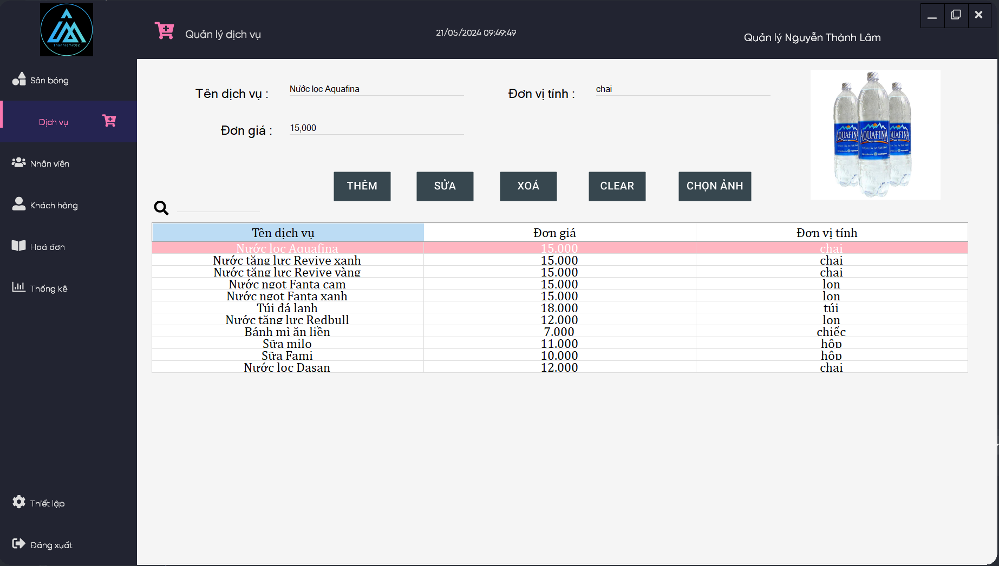 thanhlamit02
Quản lý dịch vụ
21/05/2024 09:49:49
Quản lý Nguyễn Thành Lâm
Sân bóng
Dịch vụ
Nhân viên
Khách hàng
Hoá đơn
Thống kê
Thiết lập
Đăng xuất
Tên dịch vụ : Nước lọc Aquafina
Đơn vị tính : chai
Đơn giá : 15,000
AQUAFINA AQUAFINA AQUAFINA
THÊM SỬA XOÁ CLEAR CHỌN ẢNH
Tên dịch vụ Đơn giá Đơn vị tính
Nước lọc Aquafina 15.000 chai
Nước tăng lực Revive xanh 15.000 chai
Nước tăng lực Revive vàng 15.000 chai
Nước ngọt Fanta cam 15.000 lon
Nước ngọt Fanta xanh 15.000 lon
Túi đá lạnh 18.000 túi
Nước tăng lực Redbull 12.000 lon
Bánh mì ăn liền 7.000 chiếc
Sữa milo 11.000 hộp
Sữa Fami 10.000 hộp
Nước lọc Dasan 12.000 chai